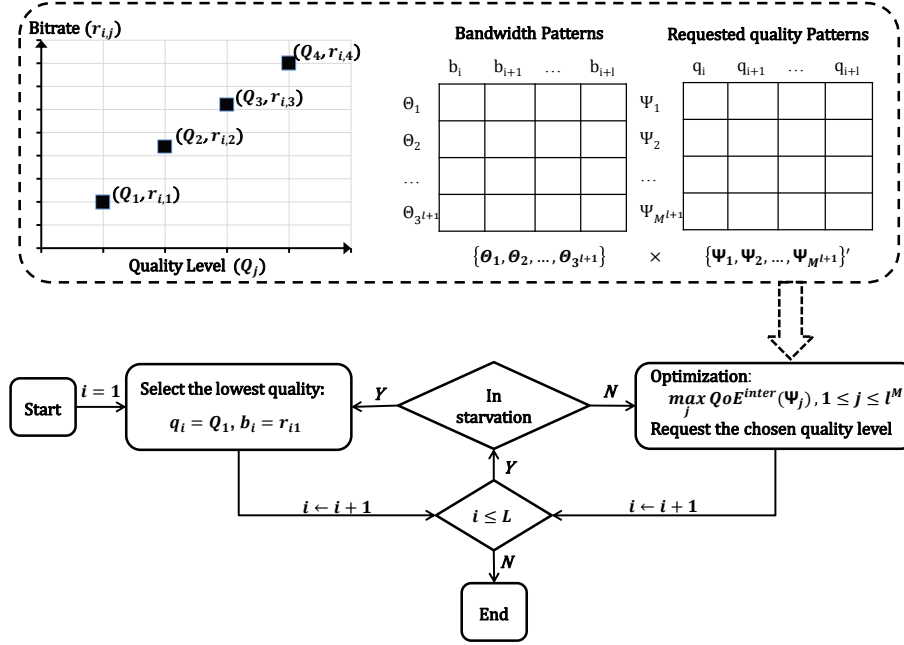 Bitrate (r_{i,j})
(Q_4, r_{i,4})
(Q_3, r_{i,3})
(Q_2, r_{i,2})
(Q_1, r_{i,1})
Quality Level (Q_j)
Bandwidth Patterns
b_i b_{i+1} … b_{i+l}
Θ_1
Θ_2
…
Θ_{3^{l+1}}
{Θ_1, Θ_2, …, Θ_{3^{l+1}}}
×
Requested quality Patterns
q_i q_{i+1} … q_{i+l}
Ψ_1
Ψ_2
…
Ψ_{M^{l+1}}
{Ψ_1, Ψ_2, …, Ψ_{M^{l+1}}}′
Start
i = 1
Select the lowest quality:
q_i = Q_1, b_i = r_{i1}
Y
In
starvation
N
Optimization:
max_j QoE^{inter}(Ψ_j), 1 ≤ j ≤ l^M
Request the chosen quality level
Y
i ← i + 1
i ≤ L
i ← i + 1
N
End